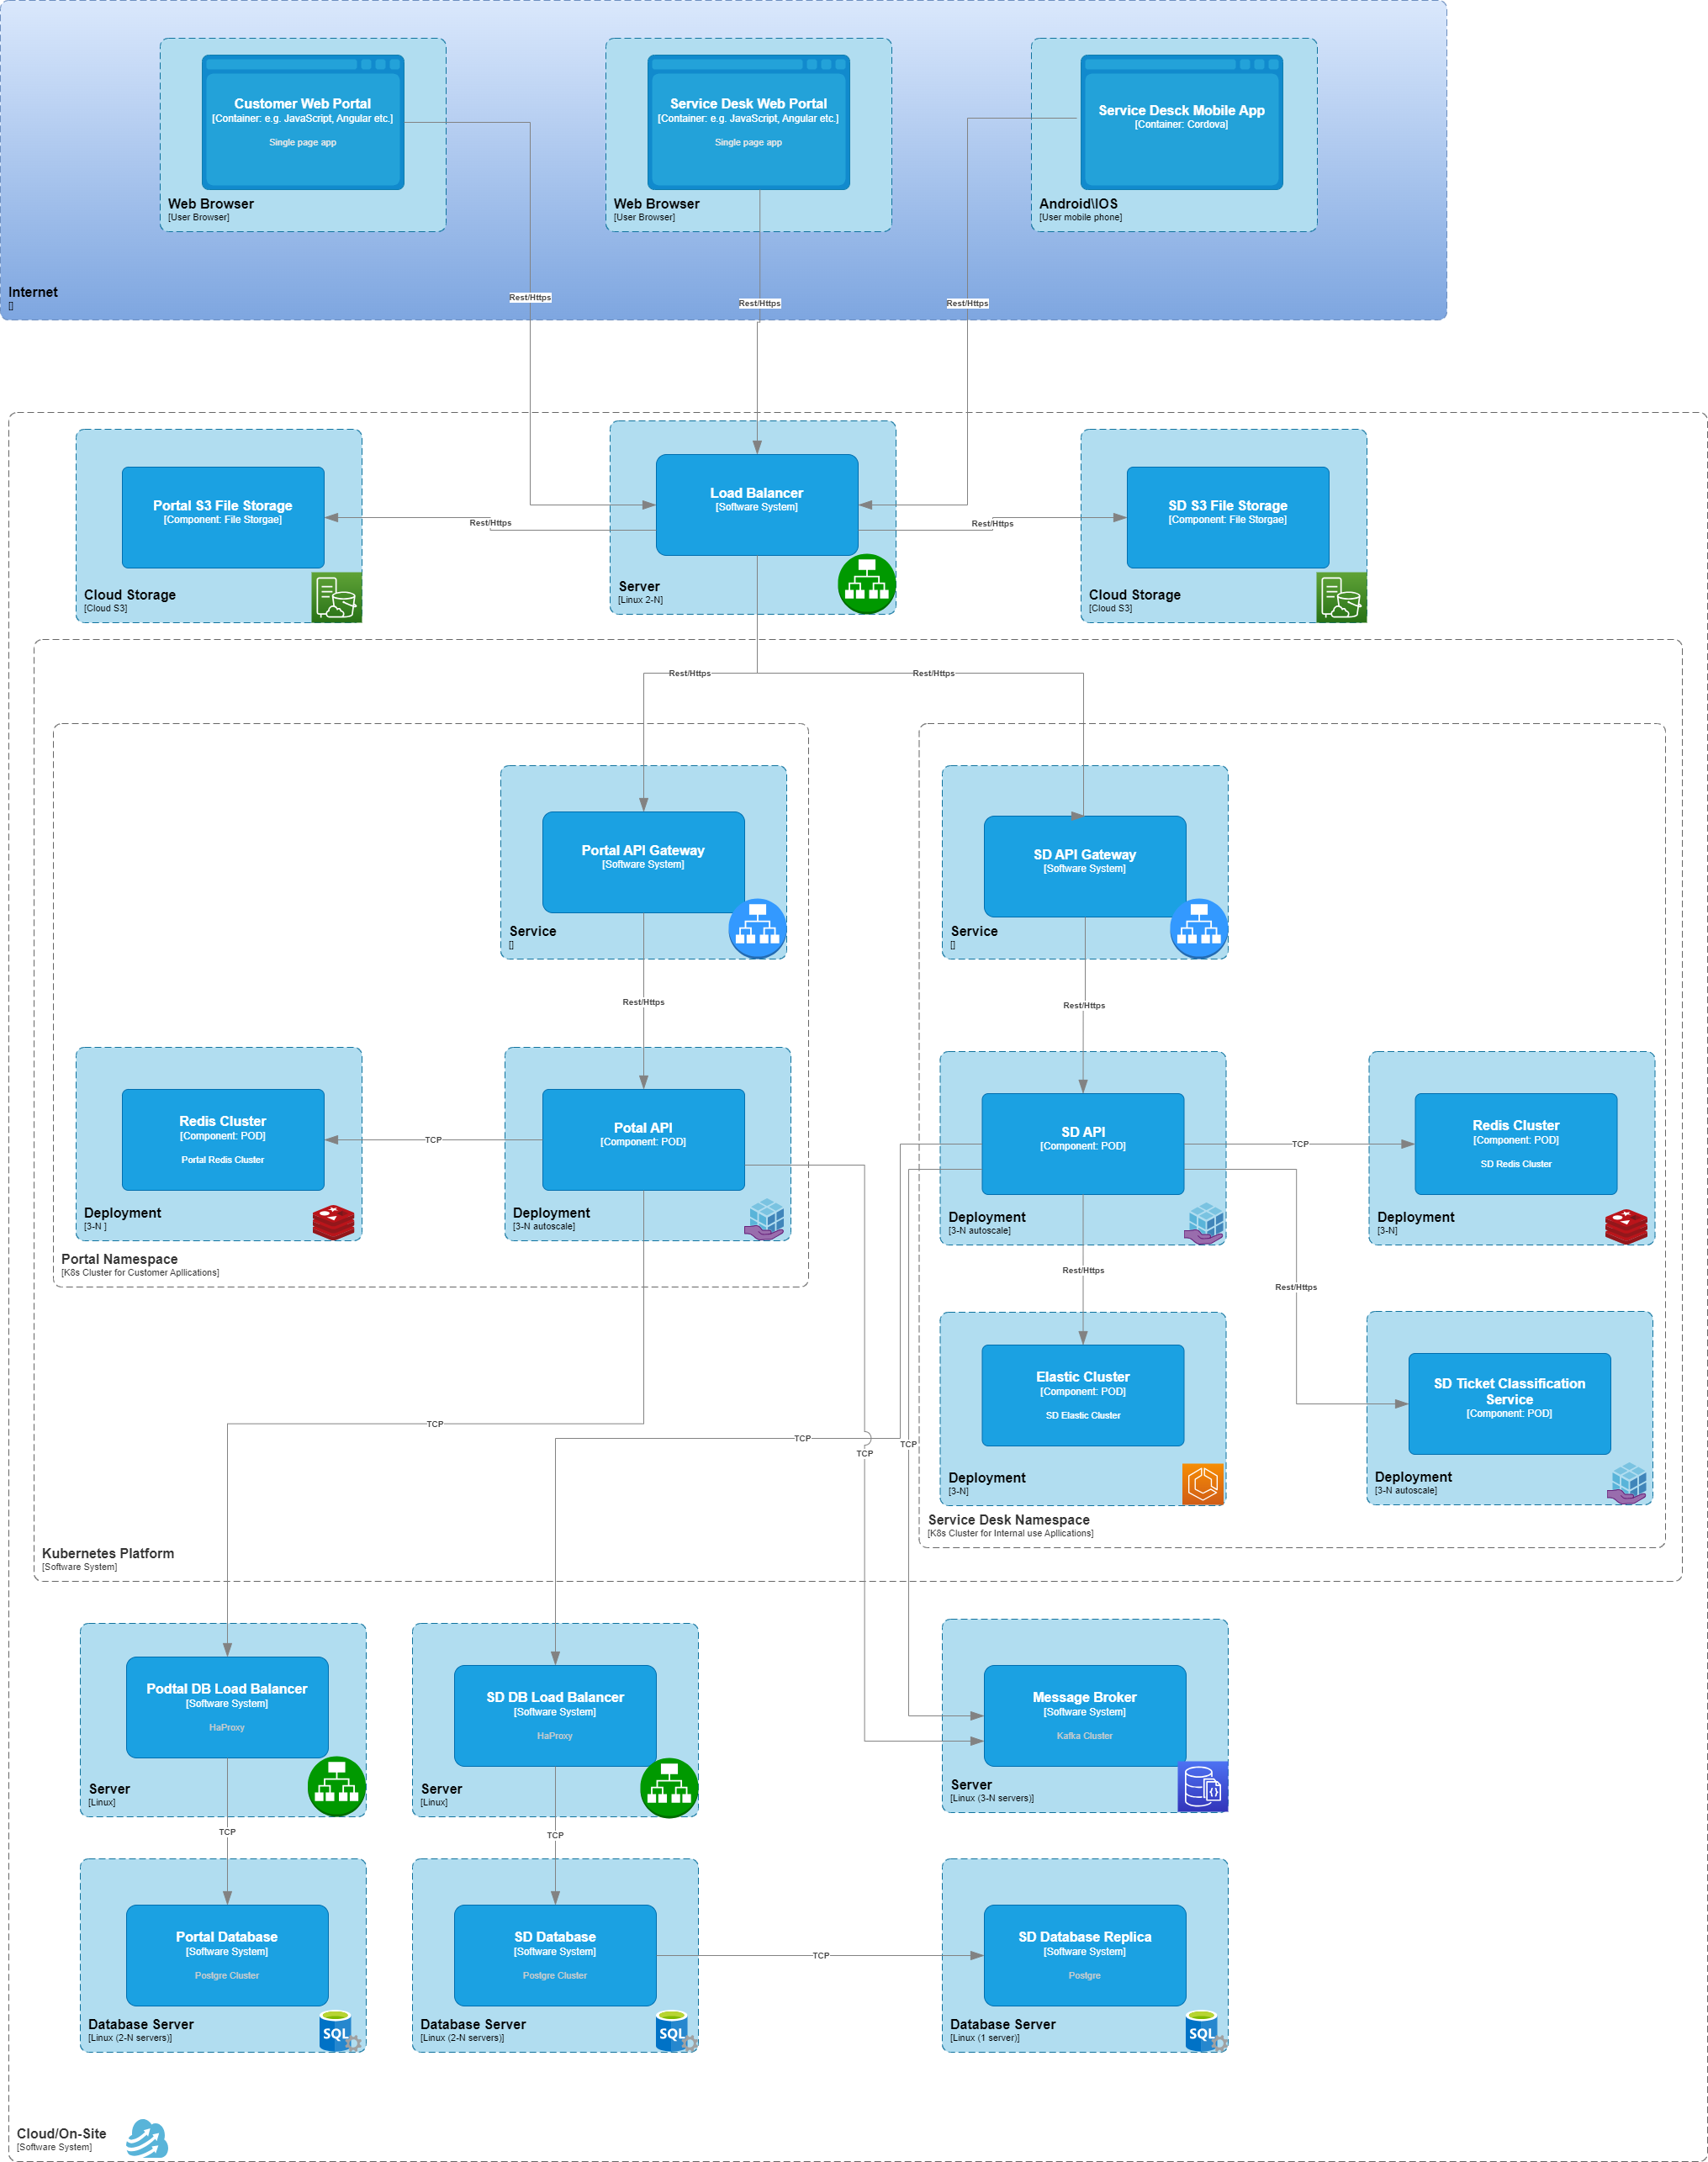 Customer Web Portal
[Container: e.g. JavaScript, Angular etc.]
Single page app
Web Browser
[User Browser]
Service Desk Web Portal
[Container: e.g. JavaScript, Angular etc.]
Single page app
Web Browser
[User Browser]
Service Desck Mobile App
[Container: Cordova]
Android\IOS
[User mobile phone]
Internet
[]
Rest/Https
Rest/Https
Rest/Https
Portal S3 File Storage
[Component: File Storgae]
Cloud Storage
[Cloud S3]
Rest/Https
Load Balancer
[Software System]
Server
[Linux 2-N]
Rest/Https
SD S3 File Storage
[Component: File Storgae]
Cloud Storage
[Cloud S3]
Rest/Https
Rest/Https
Portal API Gateway
[Software System]
Service
[]
SD API Gateway
[Software System]
Service
[]
Rest/Https
Rest/Https
Redis Cluster
[Component: POD]
Portal Redis Cluster
Deployment
[3-N ]
TCP
Potal API
[Component: POD]
Deployment
[3-N autoscale]
Portal Namespace
[K8s Cluster for Customer Apllications]
SD API
[Component: POD]
Deployment
[3-N autoscale]
TCP
Redis Cluster
[Component: POD]
SD Redis Cluster
Deployment
[3-N]
Rest/Https
Rest/Https
Elastic Cluster
[Component: POD]
SD Elastic Cluster
Deployment
[3-N]
SD Ticket Classification
Service
[Component: POD]
Deployment
[3-N autoscale]
Service Desk Namespace
[K8s Cluster for Internal use Apllications]
TCP
TCP
TCP
TCP
Kubernetes Platform
[Software System]
Podtal DB Load Balancer
[Software System]
HaProxy
Server
[Linux]
SD DB Load Balancer
[Software System]
HaProxy
Server
[Linux]
Message Broker
[Software System]
Kafka Cluster
Server
[Linux (3-N servers)]
{}
TCP
TCP
Portal Database
[Software System]
Postgre Cluster
Database Server
[Linux (2-N servers)]
SQL
SD Database
[Software System]
Postgre Cluster
Database Server
[Linux (2-N servers)]
SQL
TCP
SD Database Replica
[Software System]
Postgre
Database Server
[Linux (1 server)]
SQL
Cloud/On-Site
[Software System]